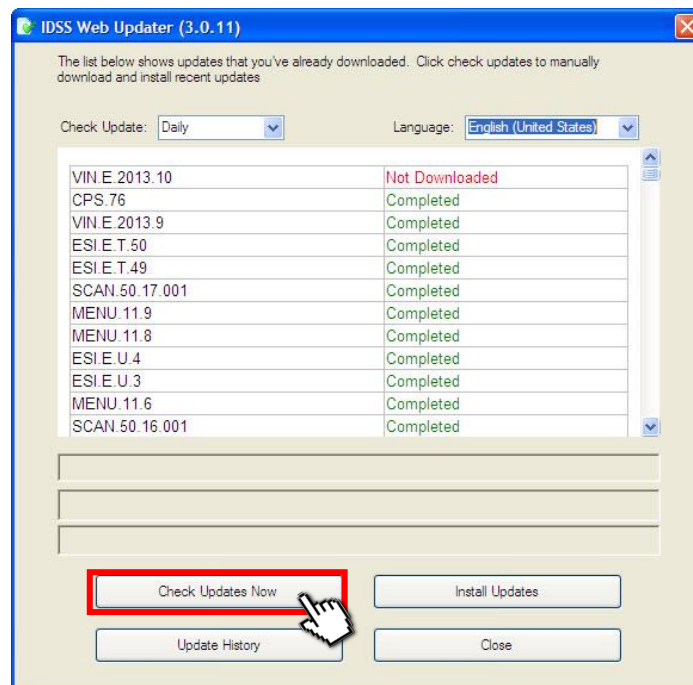 IDSS Web Updater (3.0.11)
The list below shows updates that you've already downloaded. Click check updates to manually
download and install recent updates
Check Update: Daily Language: English (United States)
VIN.E.2013.10 Not Downloaded
CPS.76 Completed
VIN.E.2013.9 Completed
ESI.E.T.50 Completed
ESI.E.T.49 Completed
SCAN.50.17.001 Completed
MENU.11.9 Completed
MENU.11.8 Completed
ESI.E.U.4 Completed
ESI.E.U.3 Completed
MENU.11.6 Completed
SCAN.50.16.001 Completed
Check Updates Now Install Updates
Update History Close